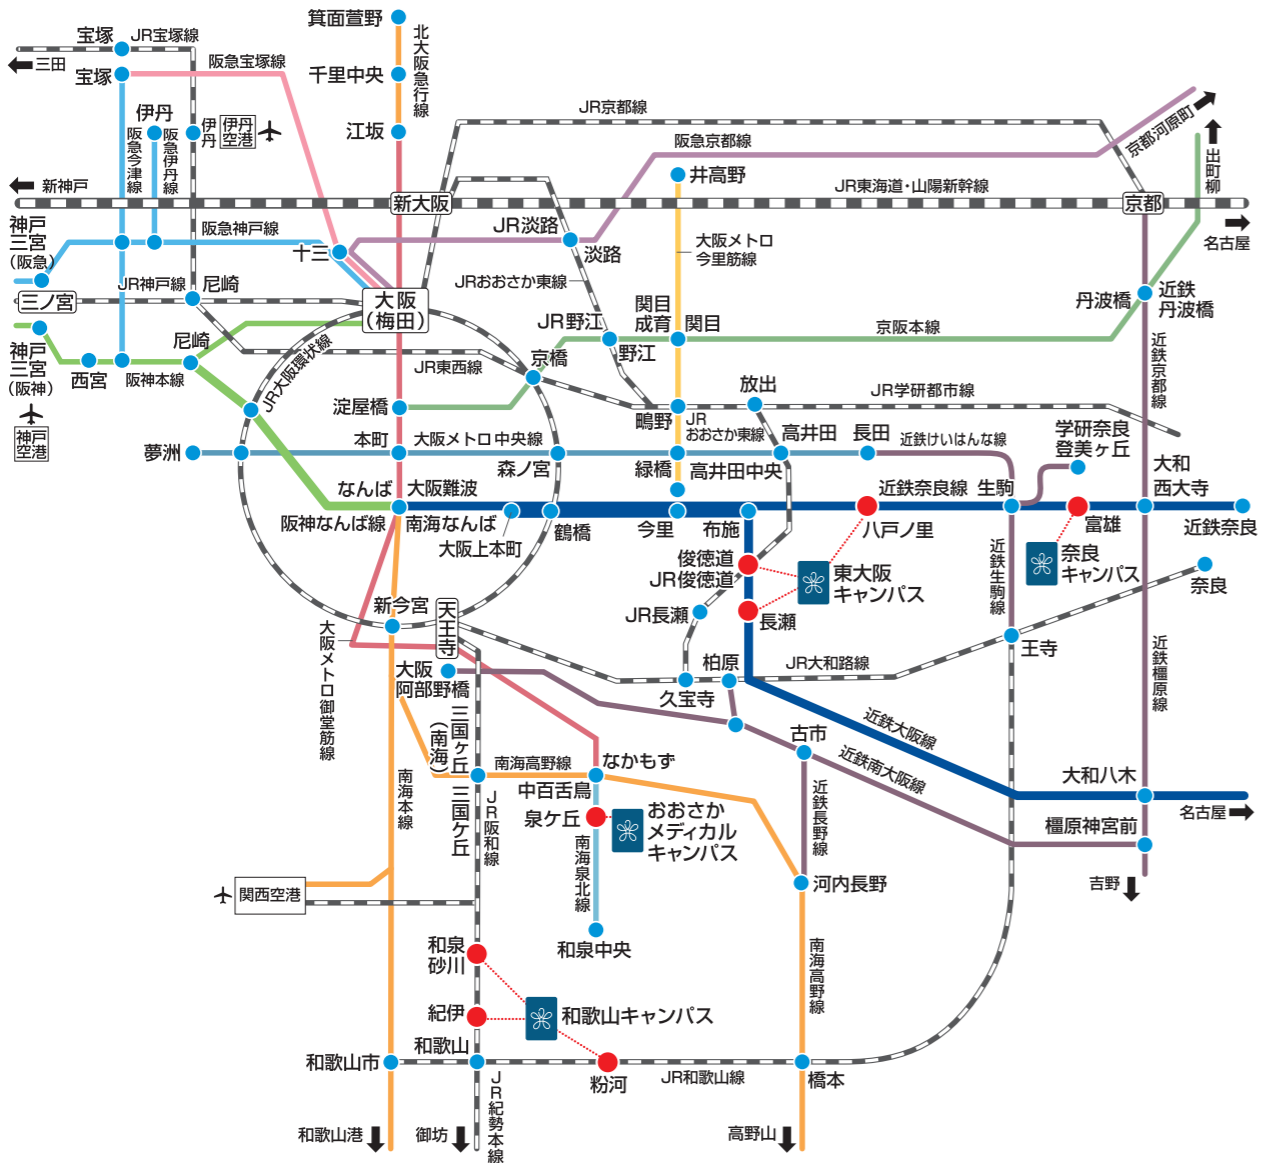 箕面萱野
北大阪急行線
宝塚
JR宝塚線
三田
宝塚
阪急宝塚線
千里中央
伊丹
伊丹
伊丹
空港
江坂
阪急今津線
阪急伊丹線
JR京都線
阪急京都線
京都河原町
出町柳
井高野
新神戸
JR東海道・山陽新幹線
新大阪
京都
名古屋
神戸
三宮
(阪急)
阪急神戸線
十三
JR淡路
淡路
大阪メトロ
今里筋線
JRおおさか東線
JR神戸線
尼崎
三ノ宮
大阪
(梅田)
丹波橋
近鉄
丹波橋
関目
成育
関目
JR野江
野江
京阪本線
神戸
三宮
(阪神)
西宮
尼崎
阪神本線
JR大阪環状線
JR東西線
京橋
近鉄京都線
神戸
空港
淀屋橋
放出
JR学研都市線
鴫野
JR
おおさか東線
夢洲
本町
大阪メトロ中央線
森ノ宮
緑橋
高井田
高井田中央
長田
近鉄けいはんな線
学研奈良
登美ヶ丘
大和
西大寺
なんば
大阪難波
阪神なんば線
南海なんば
大阪上本町
鶴橋
今里
布施
近鉄奈良線
八戸ノ里
生駒
富雄
近鉄奈良
俊徳道
JR俊徳道
東大阪
キャンパス
近鉄生駒線
奈良
キャンパス
奈良
新今宮
天王寺
JR長瀬
長瀬
大阪メトロ御堂筋線
大阪
阿部野橋
柏原
久宝寺
JR大和路線
王寺
近鉄橿原線
三国ヶ丘
(南海)
南海高野線
なかもず
中百舌鳥
古市
近鉄大阪線
近鉄南大阪線
大和八木
名古屋
南海本線
三国ケ丘
JR阪和線
泉ケ丘
おおさか
メディカル
キャンパス
近鉄長野線
橿原神宮前
南海泉北線
河内長野
吉野
関西空港
和泉中央
和泉
砂川
南海高野線
紀伊
和歌山キャンパス
和歌山市
和歌山
粉河
JR和歌山線
橋本
JR紀勢本線
和歌山港
御坊
高野山